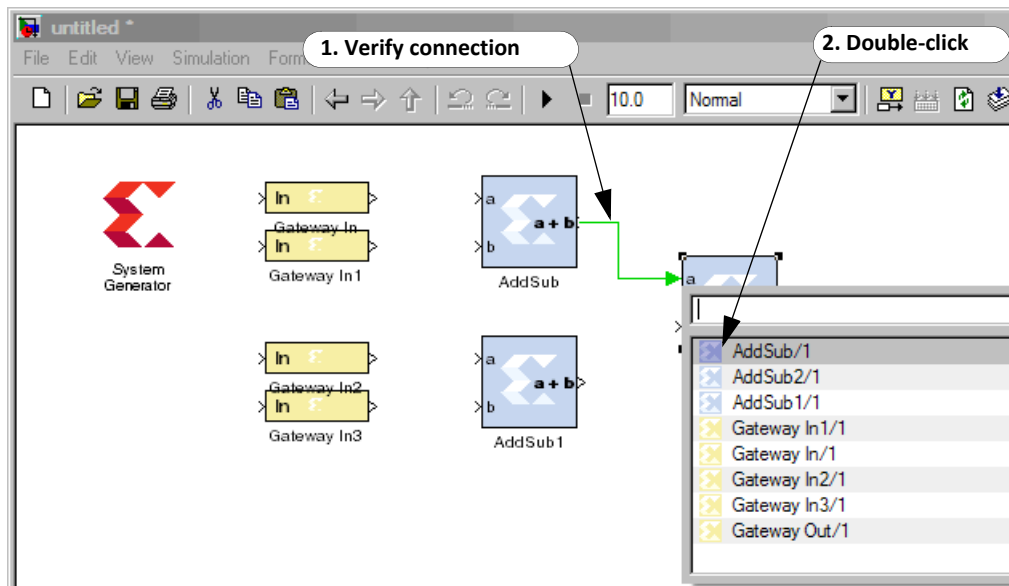 untitled *
File Edit View Simulation Form
1. Verify connection
2. Double-click
10.0 Normal
In
Gateway In
In
Gateway In1
System
Generator
a
b
a + b
AddSub
a
In
Gateway In2
In
Gateway In3
a
b
a + b
AddSub1
AddSub/1
AddSub2/1
AddSub1/1
Gateway In1/1
Gateway In/1
Gateway In2/1
Gateway In3/1
Gateway Out/1